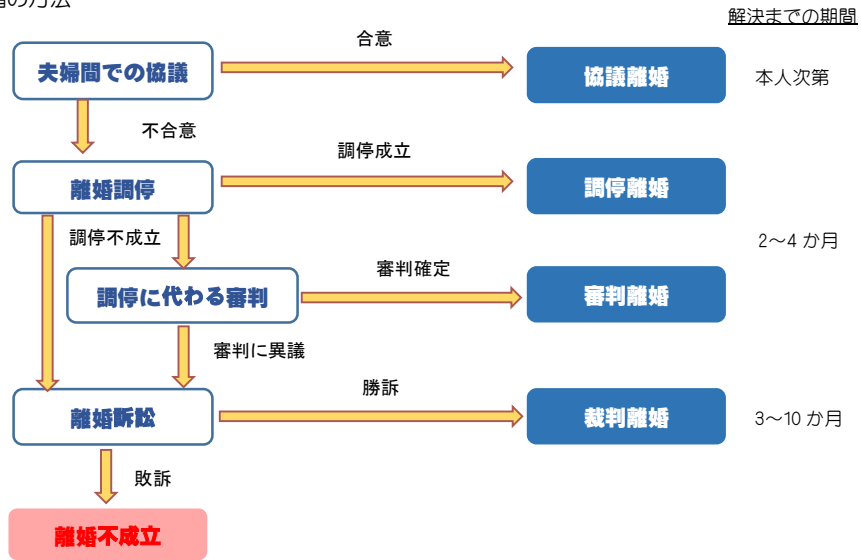 の方法
解決までの期間
合意
夫婦間での協議
協議離婚
本人次第
不合意
調停成立
離婚調停
調停離婚
調停不成立
2～4 か月
審判確定
調停に代わる審判
審判離婚
審判に異議
勝訴
離婚訴訟
裁判離婚
3～10 か月
敗訴
離婚不成立